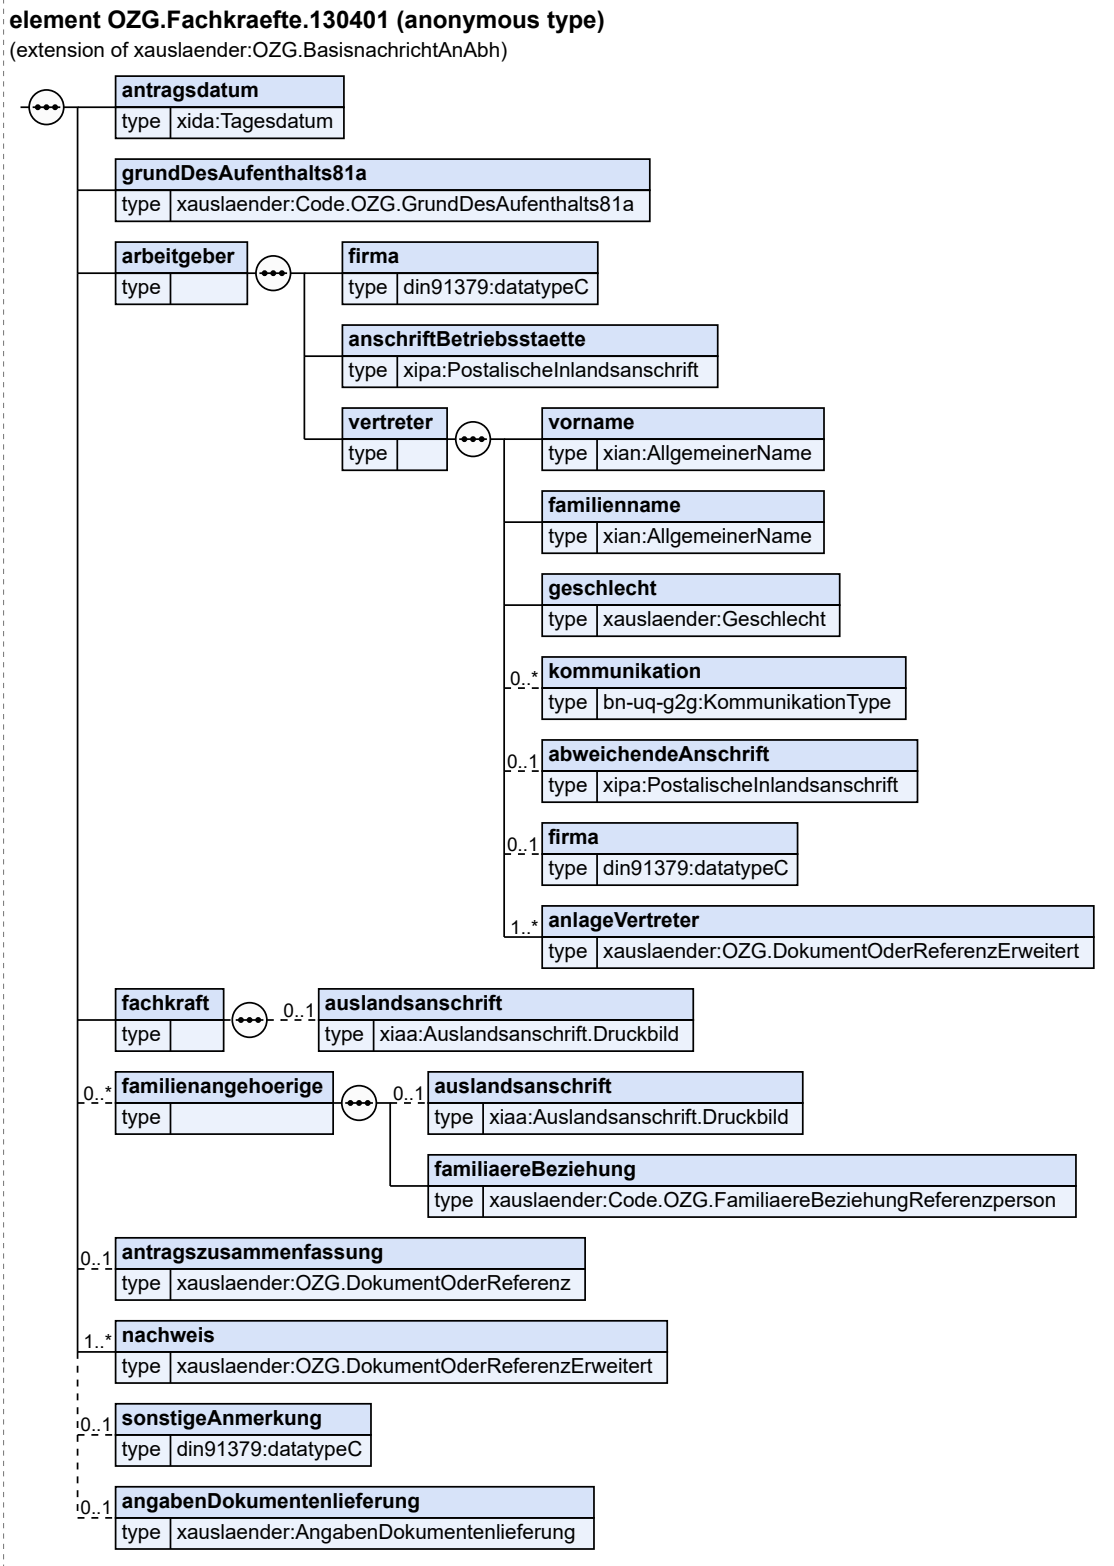 element OZG.Fachkraefte.130401 (anonymous type)
(extension of xauslaender:OZG.BasisnachrichtAnAbh)
antragsdatum
type xida:Tagesdatum
grundDesAufenthalts81a
type xauslaender:Code.OZG.GrundDesAufenthalts81a
arbeitgeber
type
firma
type din91379:datatypeC
anschriftBetriebsstaette
type xipa:PostalischeInlandsanschrift
vertreter
type
vorname
type xian:AllgemeinerName
familienname
type xian:AllgemeinerName
geschlecht
type xauslaender:Geschlecht
0..* kommunikation
type bn-uq-g2g:KommunikationType
0..1 abweichendeAnschrift
type xipa:PostalischeInlandsanschrift
0..1 firma
type din91379:datatypeC
1..* anlageVertreter
type xauslaender:OZG.DokumentOderReferenzErweitert
fachkraft
type
0..1 auslandsanschrift
type xiaa:Auslandsanschrift.Druckbild
0..* familienangehoerige
type
0..1 auslandsanschrift
type xiaa:Auslandsanschrift.Druckbild
familiaereBeziehung
type xauslaender:Code.OZG.FamiliaereBeziehungReferenzperson
0..1 antragszusammenfassung
type xauslaender:OZG.DokumentOderReferenz
1..* nachweis
type xauslaender:OZG.DokumentOderReferenzErweitert
0..1 sonstigeAnmerkung
type din91379:datatypeC
0..1 angabenDokumentenlieferung
type xauslaender:AngabenDokumentenlieferung